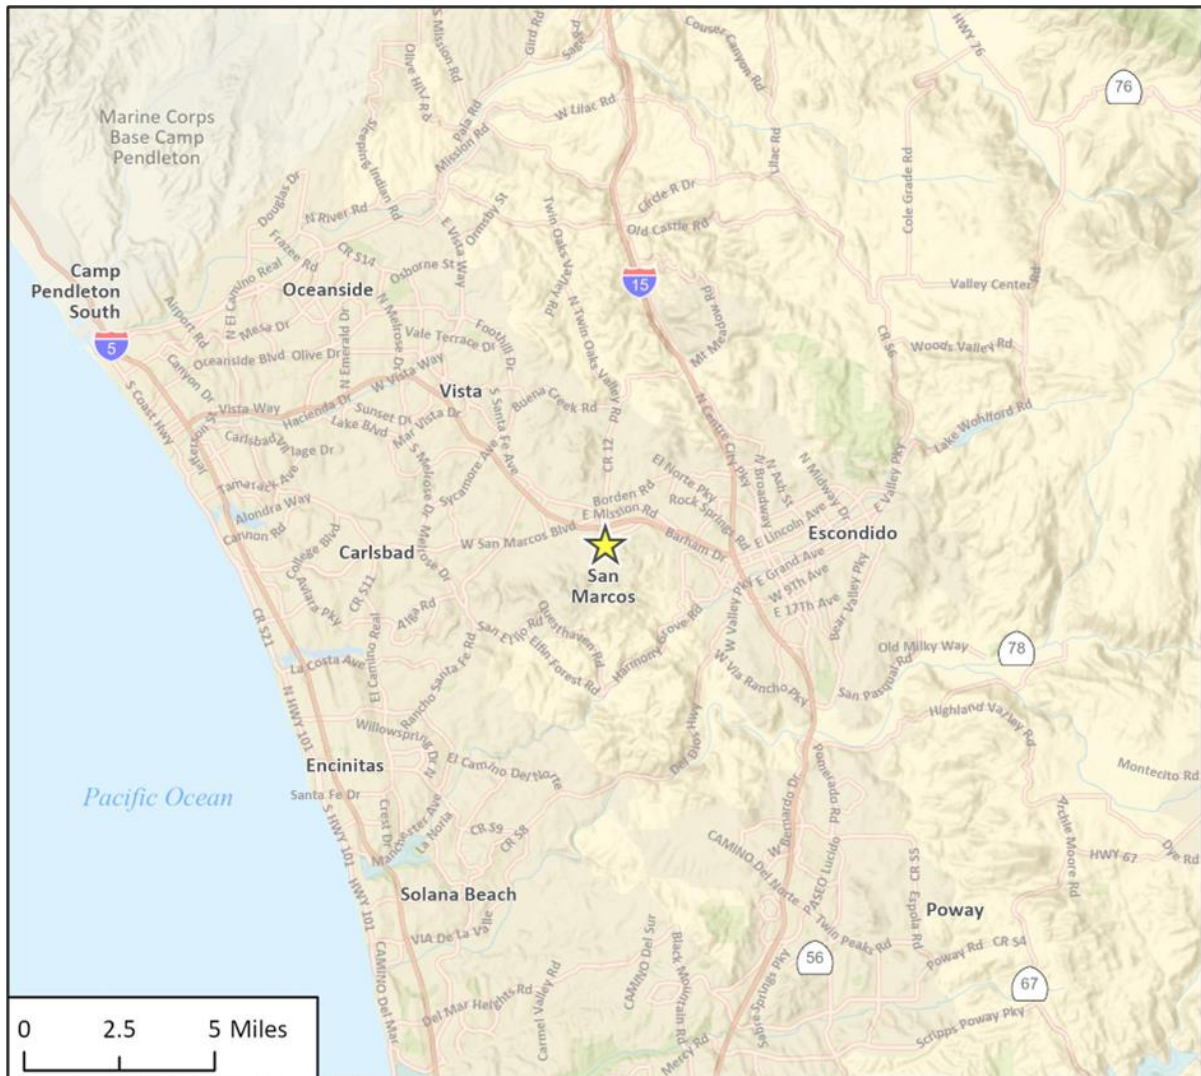 S Mission Rd
Gird Rd
Sage Rd
Couser Canyon Rd
HWY 76
76
Olive Hill Rd
Marine Corps
Base Camp
Pendleton
Sleeping Indian Rd
Pala Rd
Mission Rd
W Lilac Rd
Lilac Rd
Cole Grade Rd
Douglas Dr
N River Rd
E Vista Way
Ormsby St
Twin Oaks Valley Rd
Circle R Dr
Old Castle Rd
Frazee Rd
CR S14
Osborne St
Camp
Pendleton
South
N El Camino Real
Oceanside
15
Valley Center Rd
Airport Rd
Mesa Dr
N Emerald Dr
N Melrose Dr
Vale Terrace Dr
Foothill Dr
N Twin Oaks Valley Rd
Mt Meadow Rd
CR S6
Woods Valley Rd
5
Oceanside Blvd
Olive Dr
Canyon Dr
W Vista Way
Vista
S Coast Hwy
Vista Way
Hacienda Dr
Sunset Dr
Mar Vista Dr
Lake Blvd
S Santa Fe Ave
Buena Creek Rd
N Centre City Pky
Lake Wohlford Rd
Jefferson St
Carlsbad Village Dr
S Melrose Dr
Sycamore Ave
CR 12
El Norte Pky
N Broadway
N Ash St
N Midway Dr
E Valley Pky
Tamarack Ave
Alondra Way
Borden Rd
E Mission Rd
Rock Springs Rd
E Lincoln Ave
Escondido
Cannon Rd
College Blvd
Carlsbad
W San Marcos Blvd
Barham Dr
Melrose Dr
San
Marcos
E Grand Ave
W 9Th Ave
E 17Th Ave
CR S11
Aviara Pky
Alga Rd
CR S21
San Elijo Rd
Questhaven Rd
Elfin Forest Rd
Harmony Grove Rd
W Valley Pky
Bear Valley Pky
Old Milky Way
78
La Costa Ave
El Camino Real
Rancho Santa Fe Rd
W Via Rancho Pky
San Pasqual Rd
N HWY 101
Willowspring Dr N
Del Dios Hwy
Highland Valley Rd
Encinitas
El Camino Del Norte
Pomerado Rd
Montecito Rd
Pacific Ocean
Santa Fe Dr
S HWY 101
Crest Dr
Manchester Ave
La Noria
CR S9
CR S8
W Bernardo Dr
CAMINO Del Norte
PASEO Lucido
CR S5
Archie Moore Rd
HWY 67
Dye Rd
HWY 101
Solana Beach
Espola Rd
Poway
VIA De La Valle
CAMINO Del Sur
Black Mountain Rd
Twin Peaks Rd
Poway Rd
CR S4
56
67
CAMINO Del Mar
Del Mar Heights Rd
Carmel Valley Rd
Mercy Rd
Sabre Springs Pky
Scripps Poway Pky
0 2.5 5 Miles